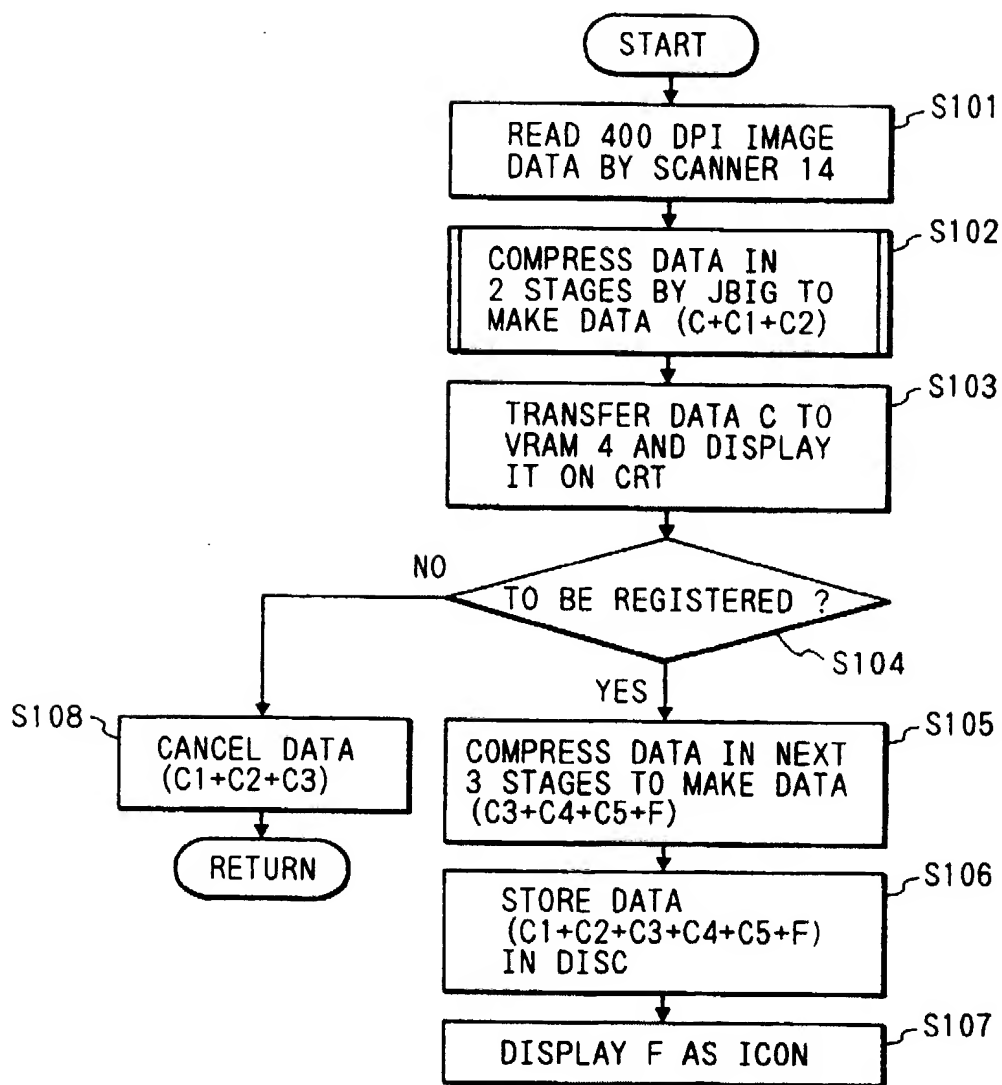 START
S101
READ 400 DPI IMAGE
DATA BY SCANNER 14
S102
COMPRESS DATA IN
2 STAGES BY JBIG TO
MAKE DATA (C+C1+C2)
S103
TRANSFER DATA C TO
VRAM 4 AND DISPLAY
IT ON CRT
NO
TO BE REGISTERED ?
S104
YES
S108
CANCEL DATA
(C1+C2+C3)
RETURN
S105
COMPRESS DATA IN NEXT
3 STAGES TO MAKE DATA
(C3+C4+C5+F)
S106
STORE DATA
(C1+C2+C3+C4+C5+F)
IN DISC
S107
DISPLAY F AS ICON